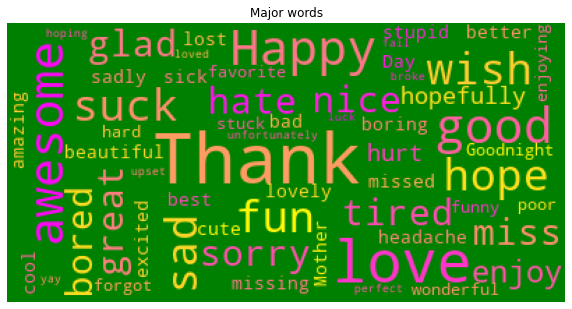 Major words
hoping
glad
lost
loved
Happy
stupid
fall
better
Day
broke
wish
enjoying
sadly
sick
favorite
awesome
amazing
suck
hate
nice
hopefully
luck
good
hard
stuck
bad
boring
unfortunately
Thank
beautiful
upset
hurt
Goodnight
missed
hope
bored
great
best
lovely
excited
sad
cute
fun
Mother
tired
funny
poor
headache
miss
sorry
love
enjoy
cool
yay
forgot
missing
perfect
wonderful